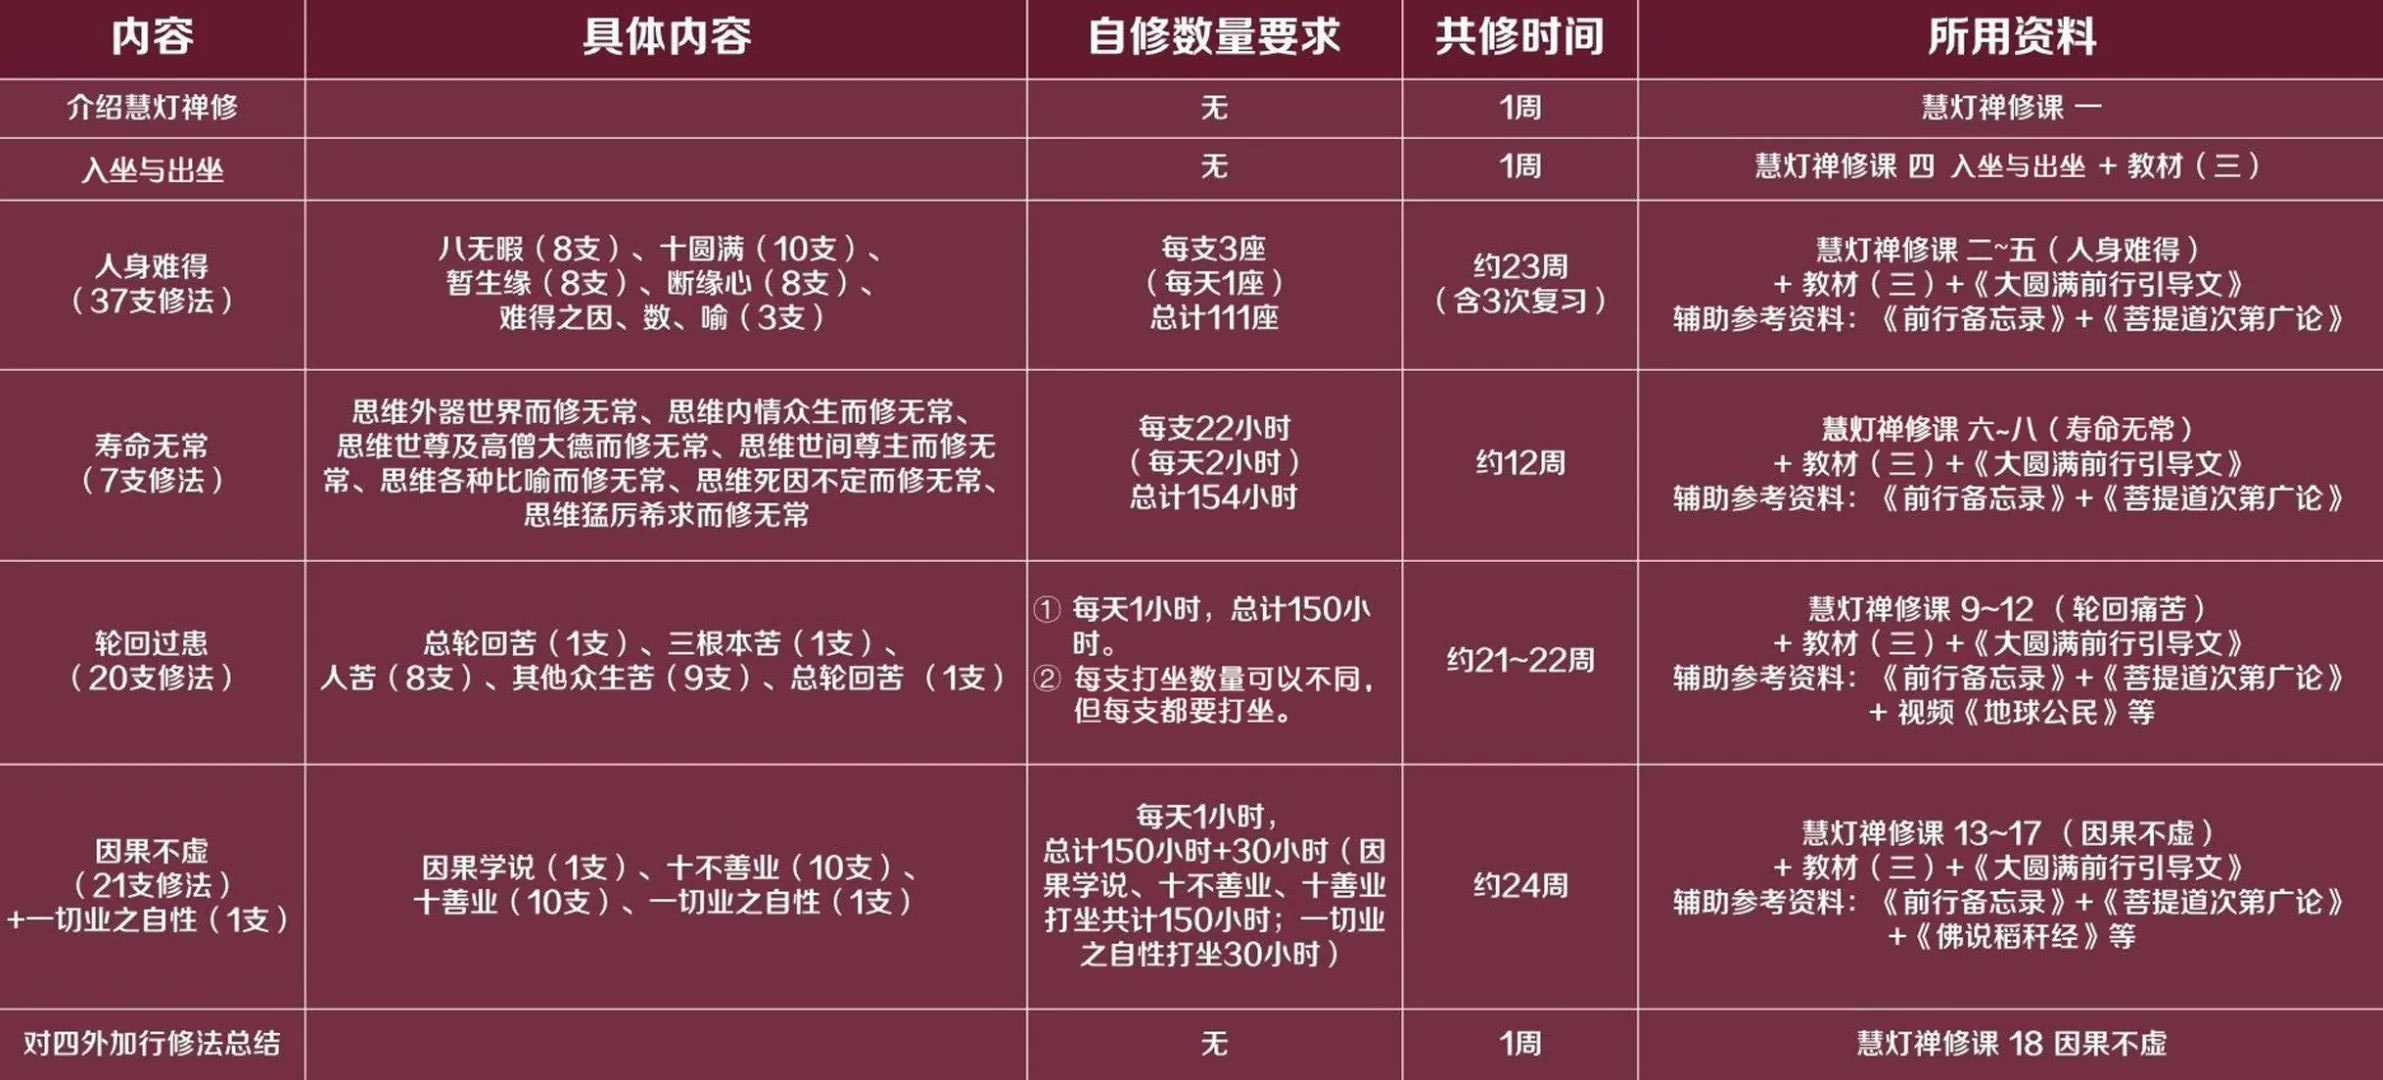 内容
具体内容
自修数量要求
共修时间
所用资料
介绍慧灯禅修
无
1周
慧灯禅修课 一
入坐与出坐
无
1周
慧灯禅修课 四 入坐与出坐 + 教材（三）
人身难得
（37支修法）
八无暇（8支）、十圆满（10支）、
暂生缘（8支）、断缘心（8支）、
难得之因、数、喻（3支）
每支3座
（每天1座）
总计111座
约23周
（含3次复习）
慧灯禅修课 二~五（人身难得）
+ 教材（三）+《大圆满前行引导文》
辅助参考资料：《前行备忘录》+《菩提道次第广论》
寿命无常
（7支修法）
思维外器世界而修无常、思维内情众生而修无常、
思维世尊及高僧大德而修无常、思维世间尊主而修无
常、思维各种比喻而修无常、思维死因不定而修无常、
思维猛厉希求而修无常
每支22小时
（每天2小时）
总计154小时
约12周
慧灯禅修课 六~八（寿命无常）
+ 教材（三）+《大圆满前行引导文》
辅助参考资料：《前行备忘录》+《菩提道次第广论》
轮回过患
（20支修法）
总轮回苦（1支）、三根本苦（1支）、
人苦（8支）、其他众生苦（9支）、总轮回苦 （1支）
① 每天1小时，总计150小
时。
② 每支打坐数量可以不同，
但每支都要打坐。
约21~22周
慧灯禅修课 9~12 （轮回痛苦）
+ 教材（三）+《大圆满前行引导文》
辅助参考资料：《前行备忘录》+《菩提道次第广论》
+ 视频《地球公民》等
因果不虚
（21支修法）
+一切业之自性（1支）
因果学说（1支）、十不善业（10支）、
十善业（10支）、一切业之自性（1支）
每天1小时，
总计150小时+30小时（因
果学说、十不善业、十善业
打坐共计150小时；一切业
之自性打坐30小时）
约24周
慧灯禅修课 13~17 （因果不虚）
+ 教材（三）+《大圆满前行引导文》
辅助参考资料：《前行备忘录》+《菩提道次第广论》
+《佛说稻秆经》等
对四外加行修法总结
无
1周
慧灯禅修课 18 因果不虚